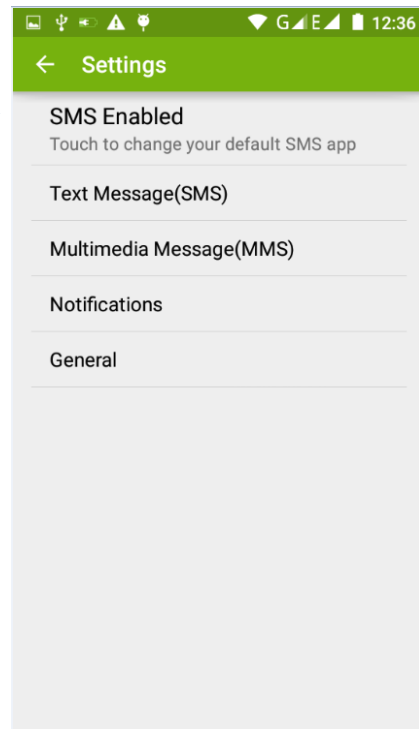 G E 12:36
Settings
SMS Enabled
Touch to change your default SMS app
Text Message(SMS)
Multimedia Message(MMS)
Notifications
General